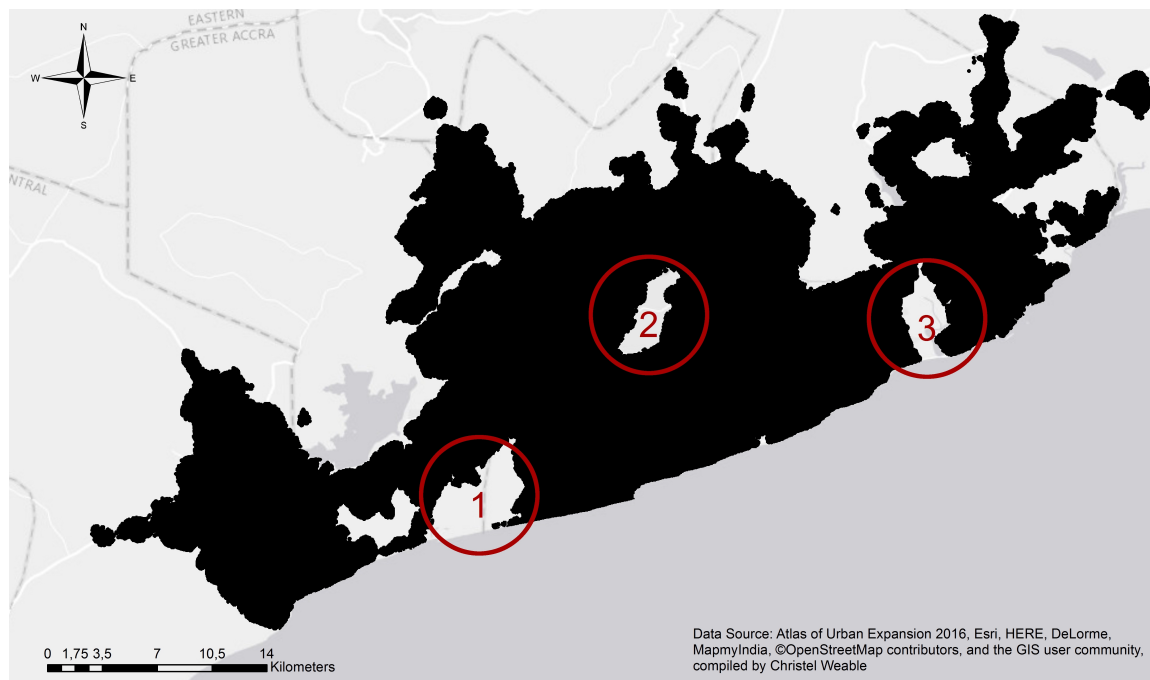 EASTERN
GREATER ACCRA
N
W E
S
NTRAL
2
3
1
0 1,75 3,5 7 10,5 14
Kilometers
Data Source: Atlas of Urban Expansion 2016, Esri, HERE, DeLorme,
MapmyIndia, ©OpenStreetMap contributors, and the GIS user community,
compiled by Christel Weable